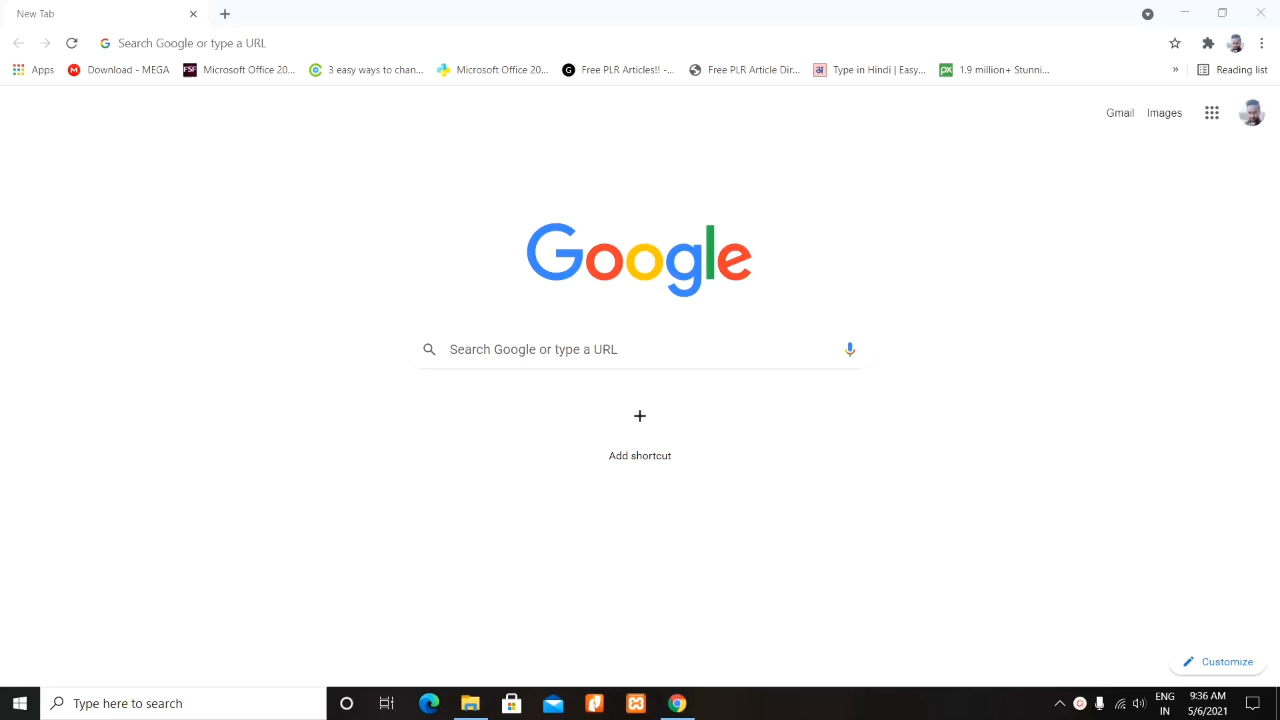 New Tab
Search Google or type a URL
Apps
Download - MEGA
FSF
Microsoft Office 20...
3 easy ways to chan...
Microsoft Office 20...
G
Free PLR Articles!! -...
Free PLR Article Dir...
अ
Type in Hindi | Easy...
px
1.9 million+ Stunni...
»
Reading list
Gmail
Images
Google
Search Google or type a URL
Add shortcut
Customize
Type here to search
ENG
IN
9:36 AM
5/6/2021